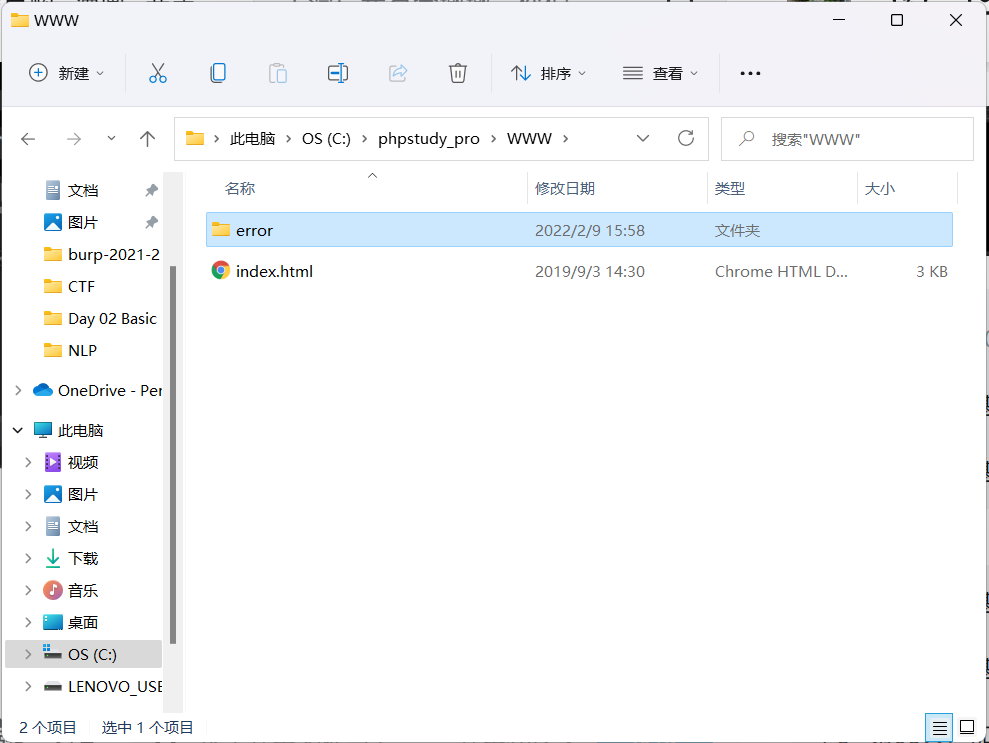 WWW
新建
排序
查看
此电脑
OS (C:)
phpstudy_pro
WWW
搜索"WWW"
名称
修改日期
类型
大小
error
2022/2/9 15:58
文件夹
index.html
2019/9/3 14:30
Chrome HTML D...
3 KB
文档
图片
burp-2021-2
CTF
Day 02 Basic
NLP
OneDrive - Per
此电脑
视频
图片
文档
下载
音乐
桌面
OS (C:)
LENOVO_USE
2 个项目
选中 1 个项目